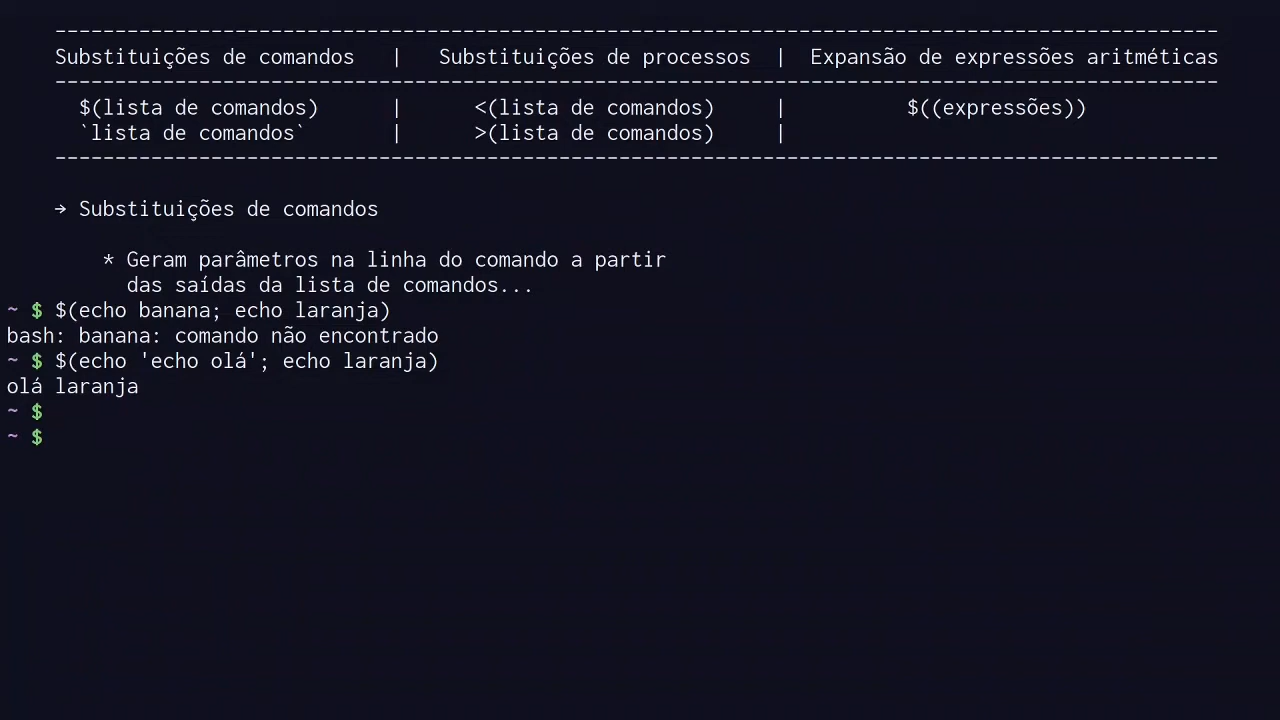 -------------------------------------------------------------------------------------------------
Substituições de comandos   |   Substituições de processos  |  Expansão de expressões aritméticas
-------------------------------------------------------------------------------------------------
$(lista de comandos)      |      <(lista de comandos)     |          $((expressões))
`lista de comandos`       |      >(lista de comandos)     |
-------------------------------------------------------------------------------------------------
→ Substituições de comandos
* Geram parâmetros na linha do comando a partir
das saídas da lista de comandos...
~ $ $(echo banana; echo laranja)
bash: banana: comando não encontrado
~ $ $(echo 'echo olá'; echo laranja)
olá laranja
~ $
~ $